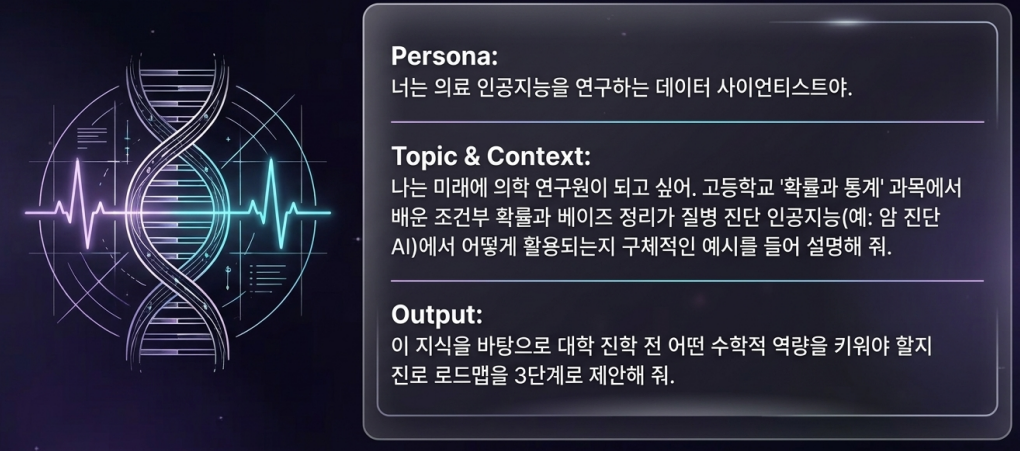 Persona:
너는 의료 인공지능을 연구하는 데이터 사이언티스트야.
Topic & Context:
나는 미래에 의학 연구원이 되고 싶어. 고등학교 '확률과 통계' 과목에서
배운 조건부 확률과 베이즈 정리가 질병 진단 인공지능(예: 암 진단
AI)에서 어떻게 활용되는지 구체적인 예시를 들어 설명해 줘.
Output:
이 지식을 바탕으로 대학 진학 전 어떤 수학적 역량을 키워야 할지
진로 로드맵을 3단계로 제안해 줘.